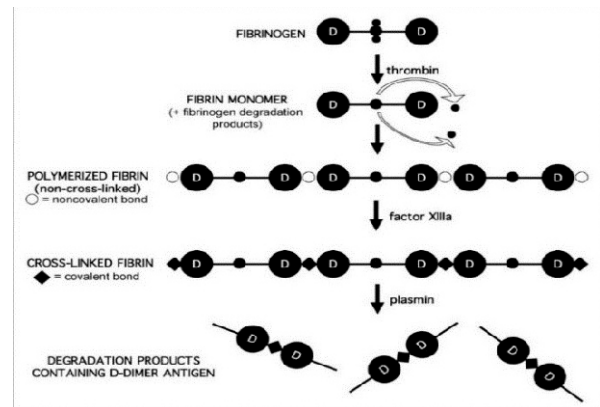 FIBRINOGEN
D D
thrombin
FIBRIN MONOMER
(+ fibrinogen degradation
products)
D D
POLYMERIZED FIBRIN
(non-cross-linked)
= noncovalent bond
D D D D D D
factor XIIIa
CROSS-LINKED FIBRIN
= covalent bond
D D D D D D
plasmin
DEGRADATION PRODUCTS
CONTAINING D-DIMER ANTIGEN
D D D D D D